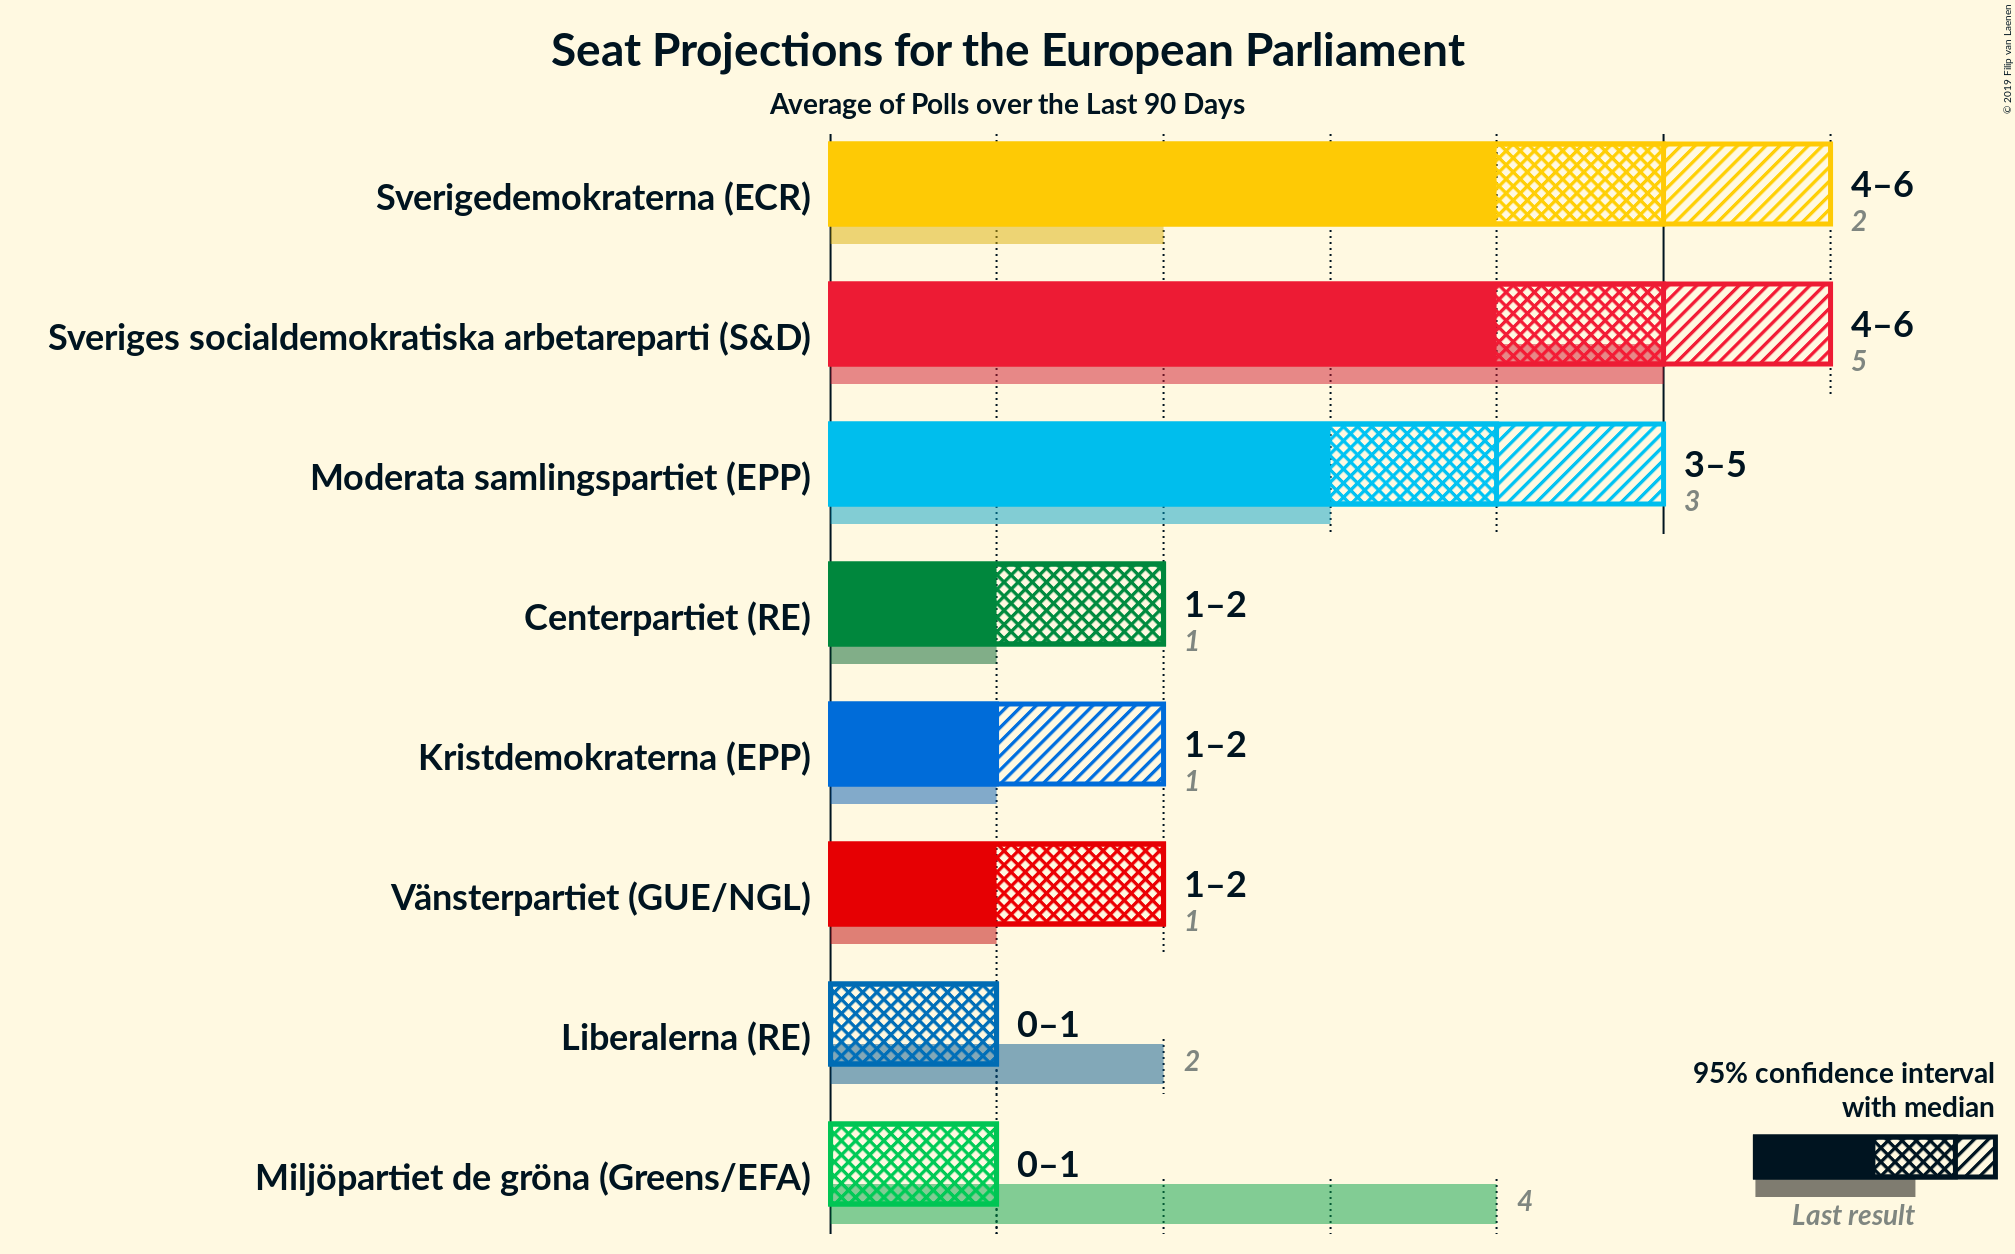 Seat Projections for the European Parliament
Average of Polls over the Last 90 Days
© 2019 Filip van Laenen
Sverigedemokraterna (ECR)
4–6
2
Sveriges socialdemokratiska arbetareparti (S&D)
4–6
5
Moderata samlingspartiet (EPP)
3–5
3
Centerpartiet (RE)
1–2
1
Kristdemokraterna (EPP)
1–2
1
Vänsterpartiet (GUE/NGL)
1–2
1
Liberalerna (RE)
0–1
2
Miljöpartiet de gröna (Greens/EFA)
0–1
4
95% confidence interval
with median
Last result